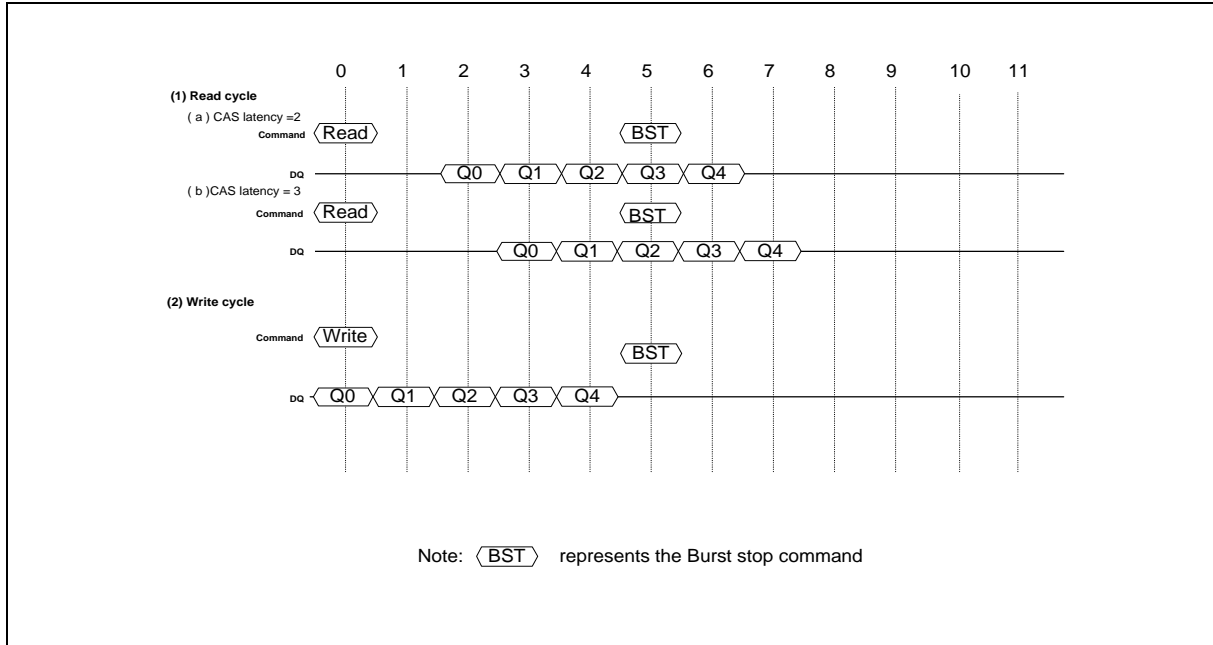 0 1 2 3 4 5 6 7 8 9 10 11
(1) Read cycle
( a ) CAS latency =2
Command Read BST
DQ Q0 Q1 Q2 Q3 Q4
( b )CAS latency = 3
Command Read BST
DQ Q0 Q1 Q2 Q3 Q4
(2) Write cycle
Command Write
BST
DQ Q0 Q1 Q2 Q3 Q4
Note: BST represents the Burst stop command